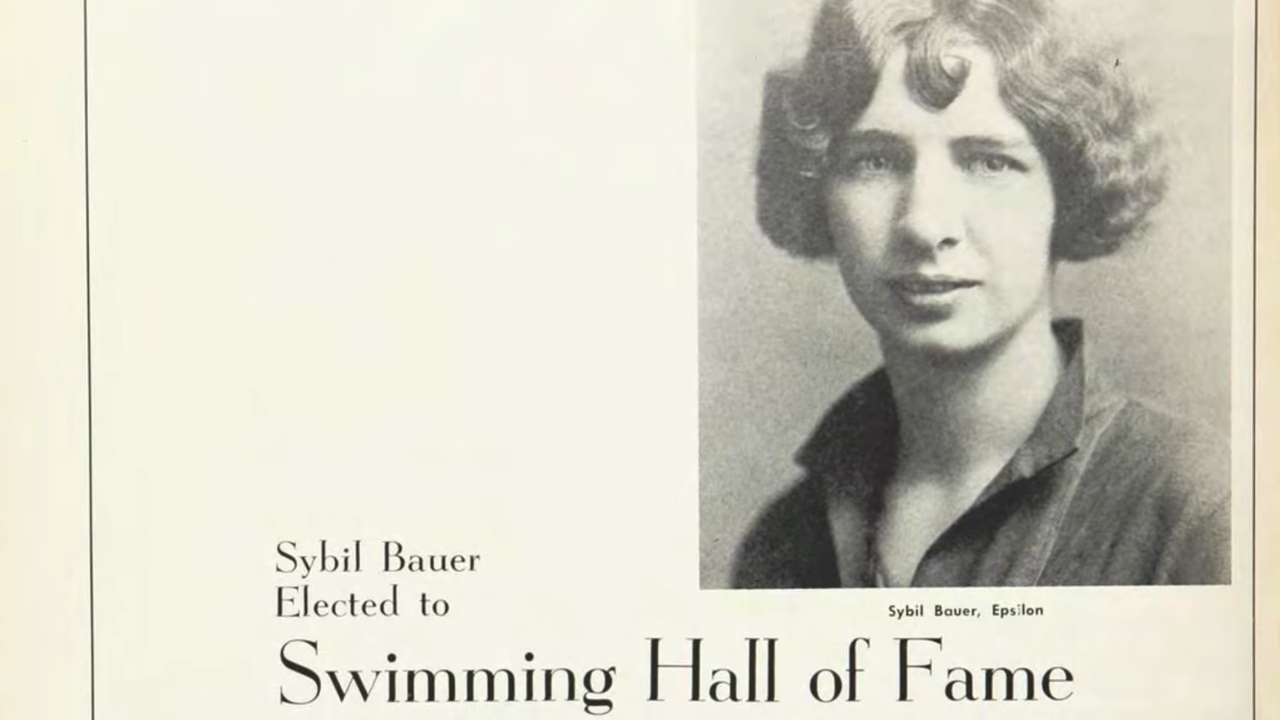 Sybil Bauer, Epsilon
Sybil Bauer
Elected to
Swimming Hall of Fame